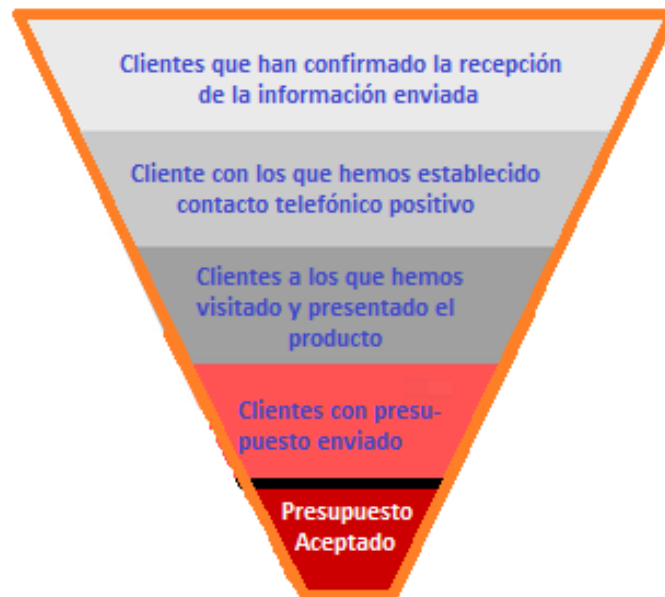 Clientes que han confirmado la recepción
de la información enviada
Cliente con los que hemos establecido
contacto telefónico positivo
Clientes a los que hemos
visitado y presentado el
producto
Clientes con presu-
puesto enviado
Presupuesto
Aceptado